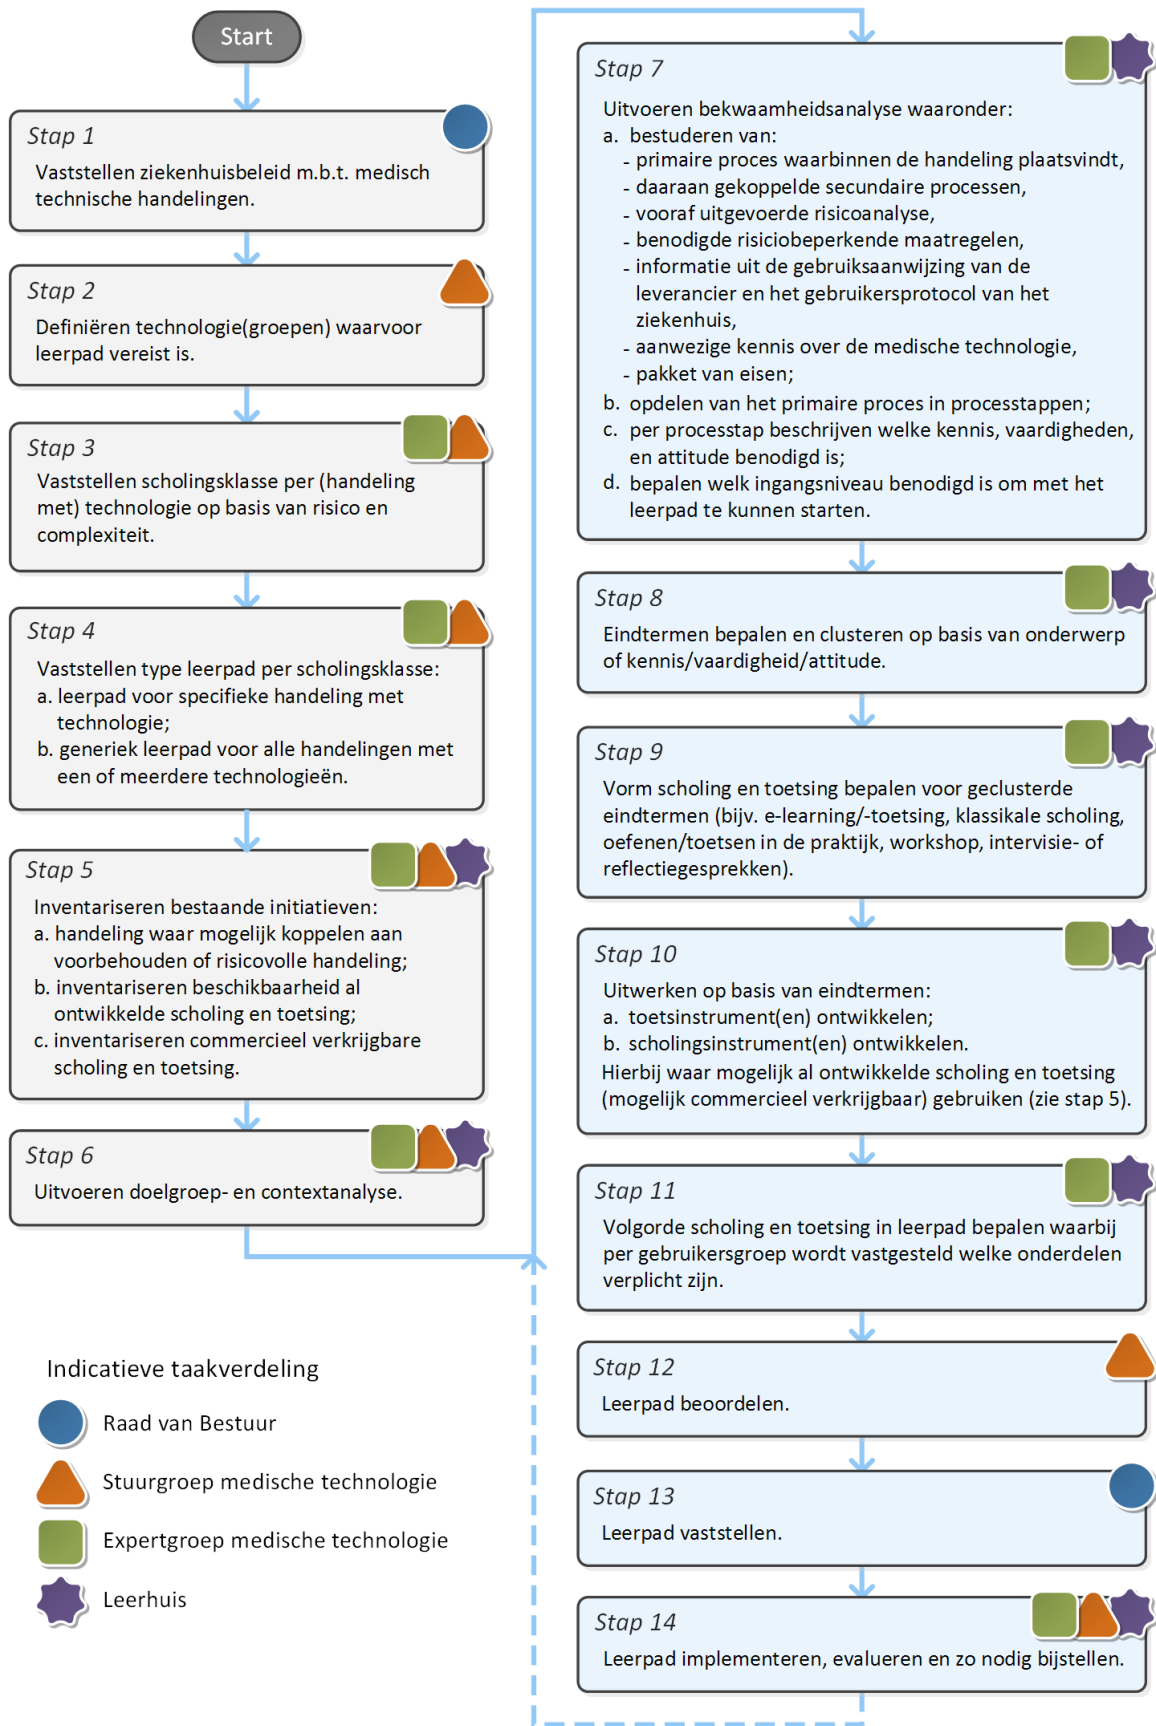 Start
Stap 1
Vaststellen ziekenhuisbeleid m.b.t. medisch
technische handelingen.
Stap 2
Definiëren technologie(groepen) waarvoor
leerpad vereist is.
Stap 3
Vaststellen scholingsklasse per (handeling
met) technologie op basis van risico en
complexiteit.
Stap 4
Vaststellen type leerpad per scholingsklasse:
a. leerpad voor specifieke handeling met
technologie;
b. generiek leerpad voor alle handelingen met
een of meerdere technologieën.
Stap 5
Inventariseren bestaande initiatieven:
a. handeling waar mogelijk koppelen aan
voorbehouden of risicovolle handeling;
b. inventariseren beschikbaarheid al
ontwikkelde scholing en toetsing;
c. inventariseren commercieel verkrijgbare
scholing en toetsing.
Stap 6
Uitvoeren doelgroep- en contextanalyse.
Indicatieve taakverdeling
Raad van Bestuur
Stuurgroep medische technologie
Expertgroep medische technologie
Leerhuis
Stap 7
Uitvoeren bekwaamheidsanalyse waaronder:
a. bestuderen van:
- primaire proces waarbinnen de handeling plaatsvindt,
- daaraan gekoppelde secundaire processen,
- vooraf uitgevoerde risicoanalyse,
- benodigde risiciobeperkende maatregelen,
- informatie uit de gebruiksaanwijzing van de
leverancier en het gebruikersprotocol van het
ziekenhuis,
- aanwezige kennis over de medische technologie,
- pakket van eisen;
b. opdelen van het primaire proces in processtappen;
c. per processtap beschrijven welke kennis, vaardigheden,
en attitude benodigd is;
d. bepalen welk ingangsniveau benodigd is om met het
leerpad te kunnen starten.
Stap 8
Eindtermen bepalen en clusteren op basis van onderwerp
of kennis/vaardigheid/attitude.
Stap 9
Vorm scholing en toetsing bepalen voor geclusterde
eindtermen (bijv. e-learning/-toetsing, klassikale scholing,
oefenen/toetsen in de praktijk, workshop, intervisie- of
reflectiegesprekken).
Stap 10
Uitwerken op basis van eindtermen:
a. toetsinstrument(en) ontwikkelen;
b. scholingsinstrument(en) ontwikkelen.
Hierbij waar mogelijk al ontwikkelde scholing en toetsing
(mogelijk commercieel verkrijgbaar) gebruiken (zie stap 5).
Stap 11
Volgorde scholing en toetsing in leerpad bepalen waarbij
per gebruikersgroep wordt vastgesteld welke onderdelen
verplicht zijn.
Stap 12
Leerpad beoordelen.
Stap 13
Leerpad vaststellen.
Stap 14
Leerpad implementeren, evalueren en zo nodig bijstellen.